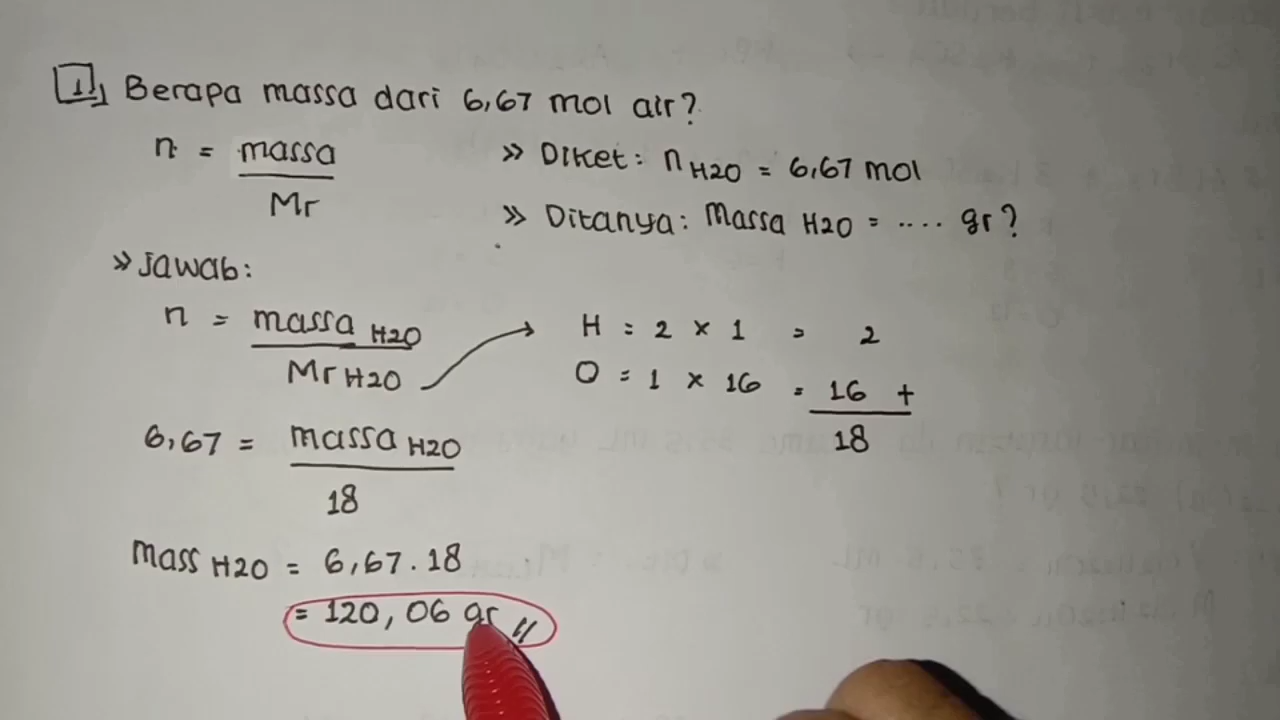 1, Berapa massa dari 6,67 mol air?
n = massa
Mr
» Diket: n H2O = 6,67 mol
» Ditanya: Massa H2O = .... gr?
» Jawab:
n = massa H2O
Mr H2O
H = 2 x 1 = 2
O = 1 x 16 = 16 +
18
6,67 = massa H2O
18
Mass H2O = 6,67 . 18
= 120,06 gr //